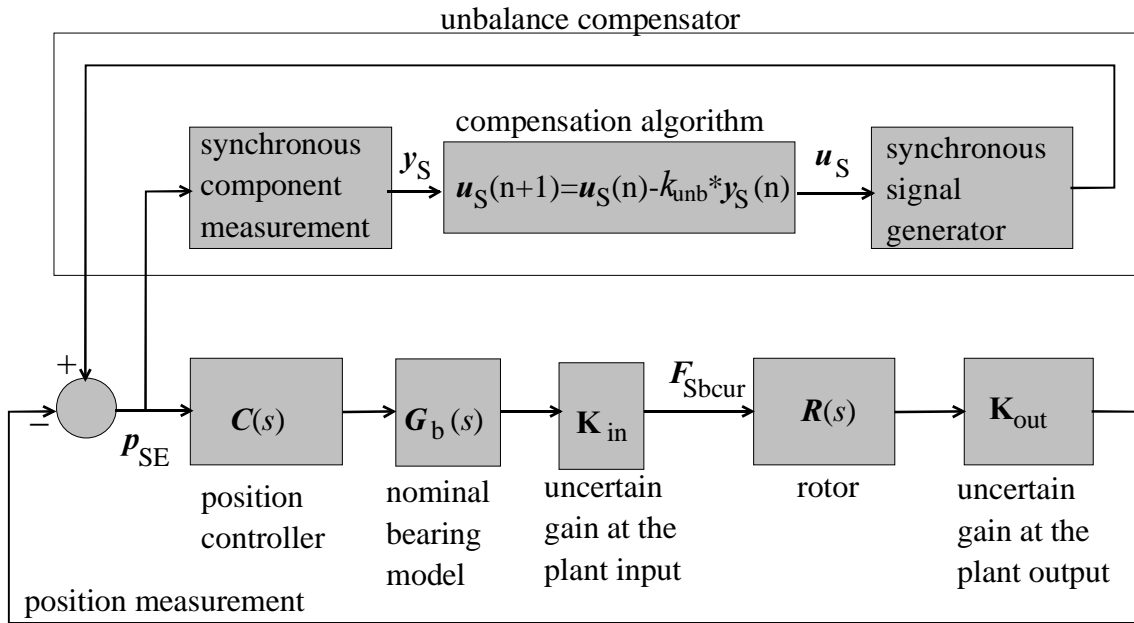 unbalance compensator
compensation algorithm
synchronous
component
measurement
y_S
u_S(n+1)=u_S(n)-k_unb*y_S(n)
u_S
synchronous
signal
generator
+
−
p_SE
C(s)
G_b(s)
K_in
F_Sbcur
R(s)
K_out
position
controller
nominal
bearing
model
uncertain
gain at the
plant input
rotor
uncertain
gain at the
plant output
position measurement